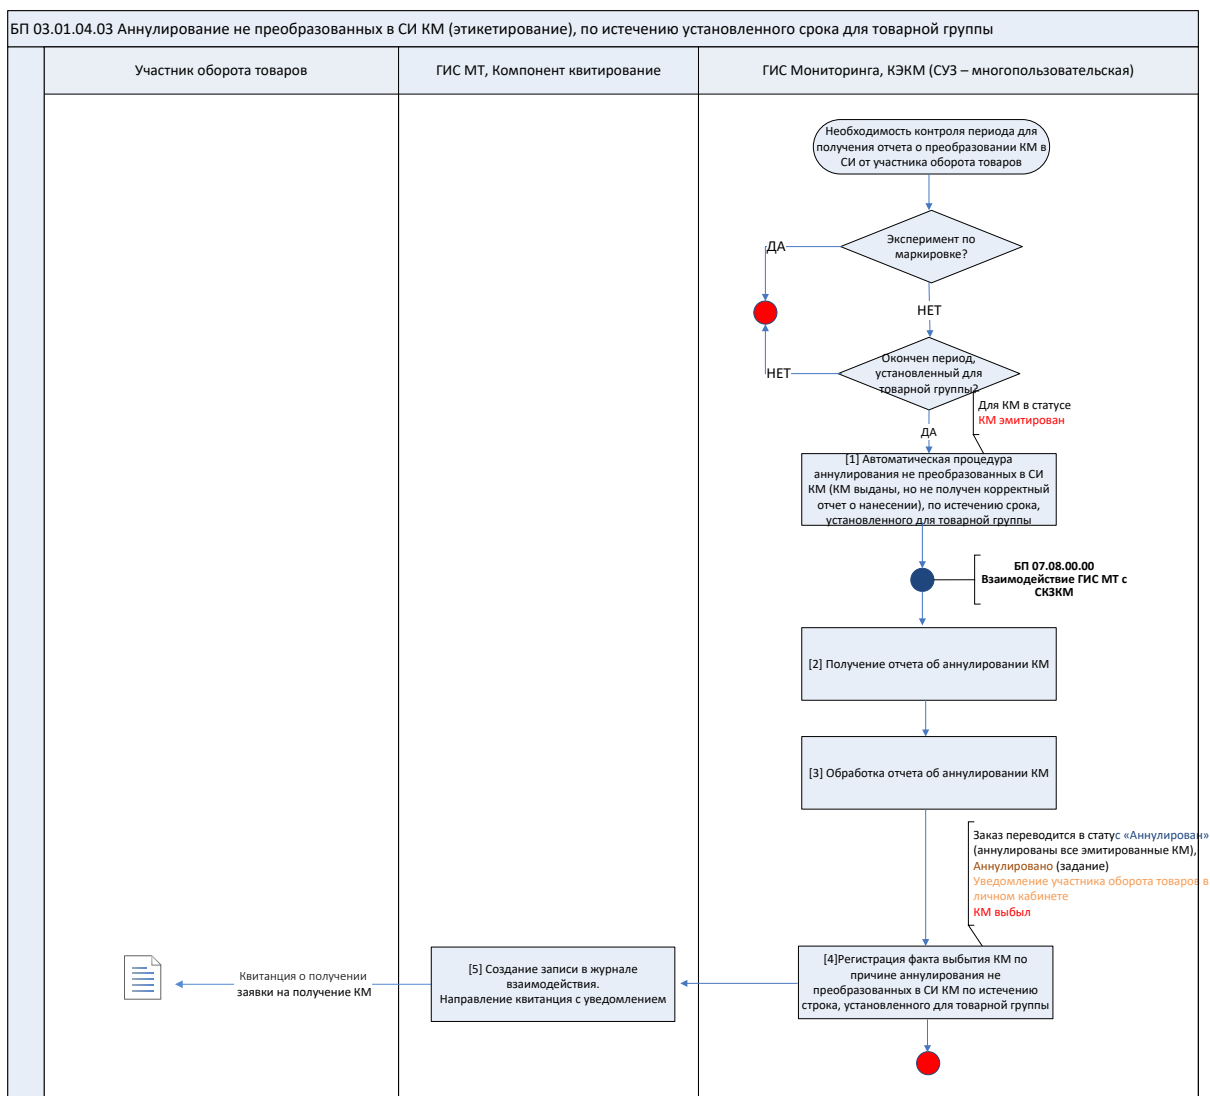 БП 03.01.04.03 Аннулирование не преобразованных в СИ КМ (этикетирование), по истечению установленного срока для товарной группы
Участник оборота товаров
ГИС МТ, Компонент квитирование
ГИС Мониторинга, КЭКМ (СУЗ – многопользовательская)
Необходимость контроля периода для
получения отчета о преобразовании КМ в
СИ от участника оборота товаров
Эксперимент по
маркировке?
ДА
НЕТ
Окончен период,
установленный для
товарной группы?
НЕТ
Для КМ в статусе
КМ эмитирован
ДА
[1] Автоматическая процедура
аннулирования не преобразованных в СИ
КМ (КМ выданы, но не получен корректный
отчет о нанесении), по истечению срока,
установленного для товарной группы
БП 07.08.00.00
Взаимодействие ГИС МТ с
СКЗКМ
[2] Получение отчета об аннулировании КМ
[3] Обработка отчета об аннулировании КМ
Заказ переводится в статус «Аннулирован»
(аннулированы все эмитированные КМ),
Аннулировано (задание)
Уведомление участника оборота товаров в
личном кабинете
КМ выбыл
[4]Регистрация факта выбытия КМ по
причине аннулирования не
преобразованных в СИ КМ по истечению
строка, установленного для товарной группы
[5] Создание записи в журнале
взаимодействия.
Направление квитанция с уведомлением
Квитанция о получении
заявки на получение КМ